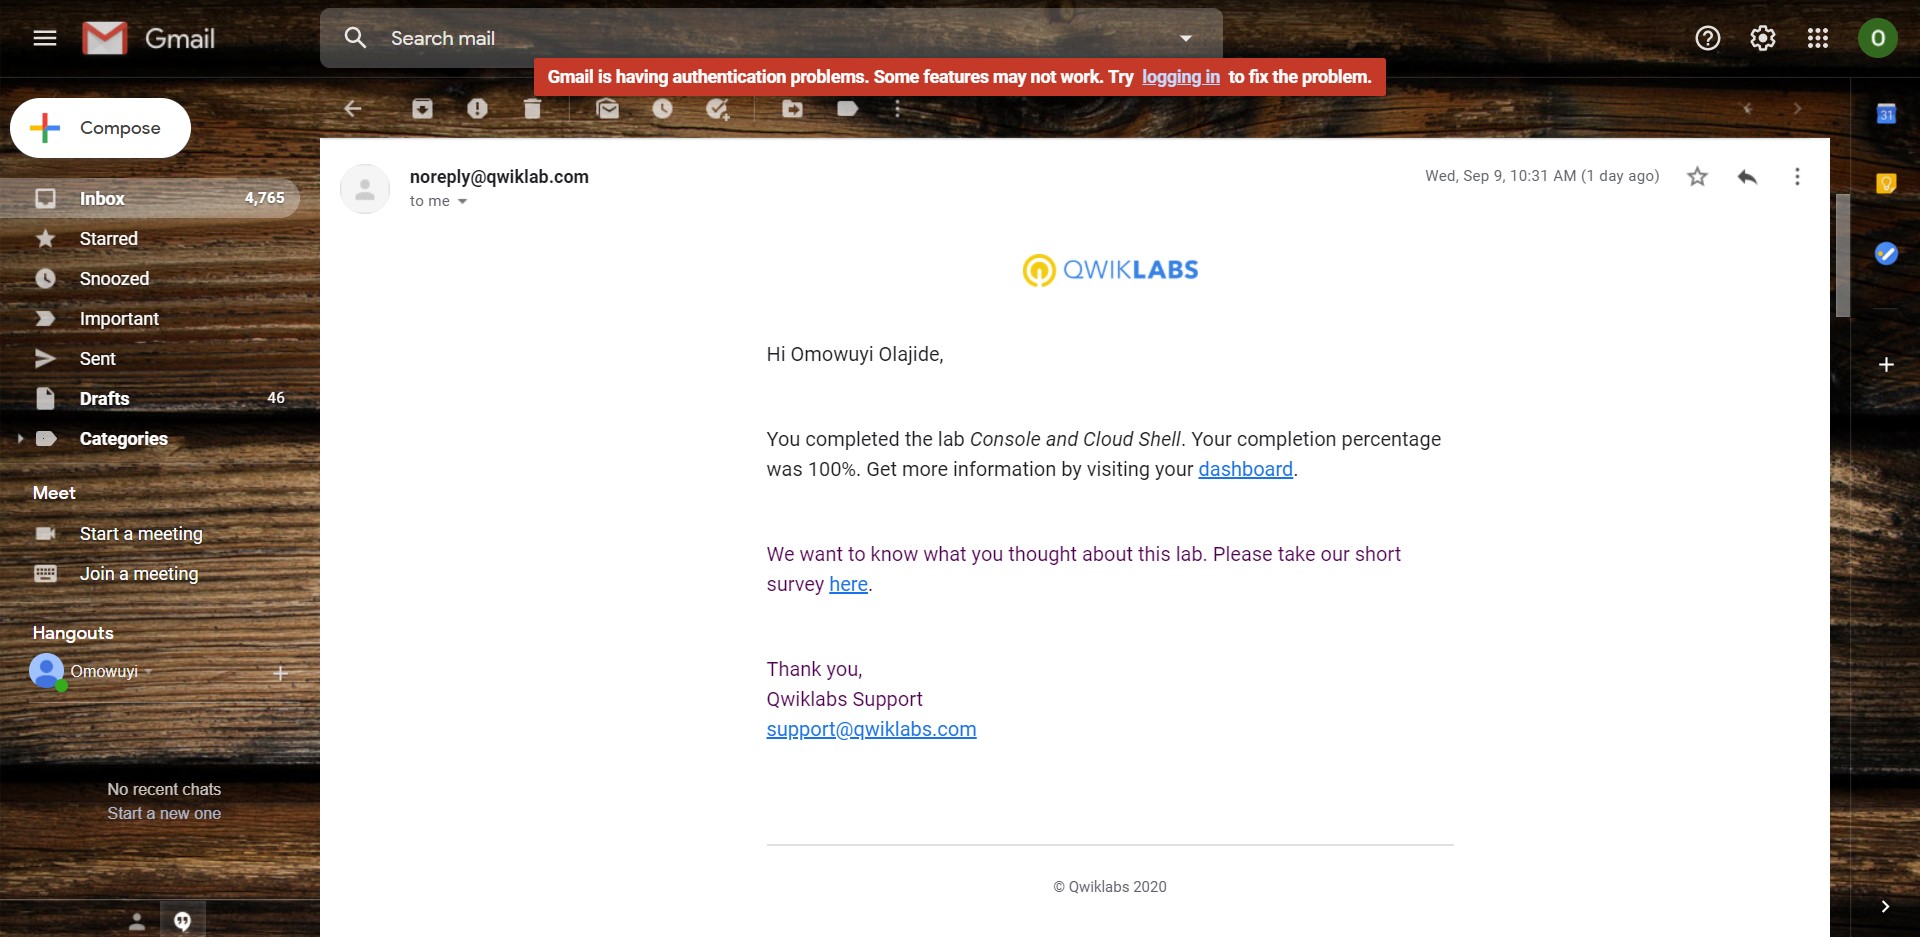 Gmail
Search mail
O
Gmail is having authentication problems. Some features may not work. Try logging in to fix the problem.
Compose
Inbox 4,765
Starred
Snoozed
Important
Sent
Drafts 46
Categories
Meet
Start a meeting
Join a meeting
Hangouts
Omowuyi
No recent chats
Start a new one
noreply@qwiklab.com
to me
Wed, Sep 9, 10:31 AM (1 day ago)
QWIKLABS
Hi Omowuyi Olajide,
You completed the lab Console and Cloud Shell. Your completion percentage
was 100%. Get more information by visiting your dashboard.
We want to know what you thought about this lab. Please take our short
survey here.
Thank you,
Qwiklabs Support
support@qwiklabs.com
© Qwiklabs 2020
31